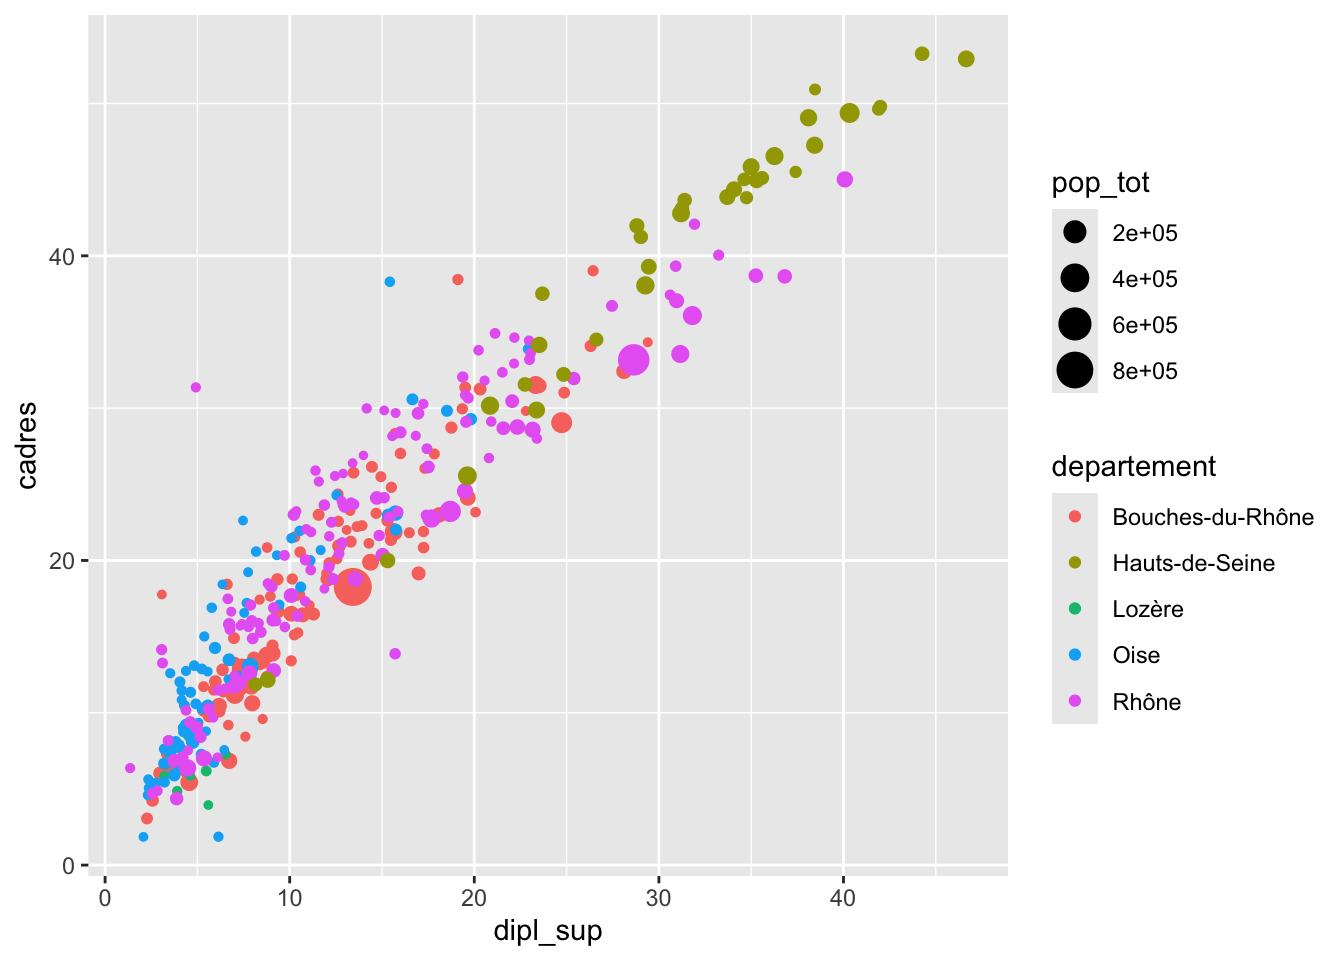 cadres
40
20
0
0 10 20 30 40
dipl_sup
pop_tot
2e+05
4e+05
6e+05
8e+05
departement
Bouches-du-Rhône
Hauts-de-Seine
Lozère
Oise
Rhône